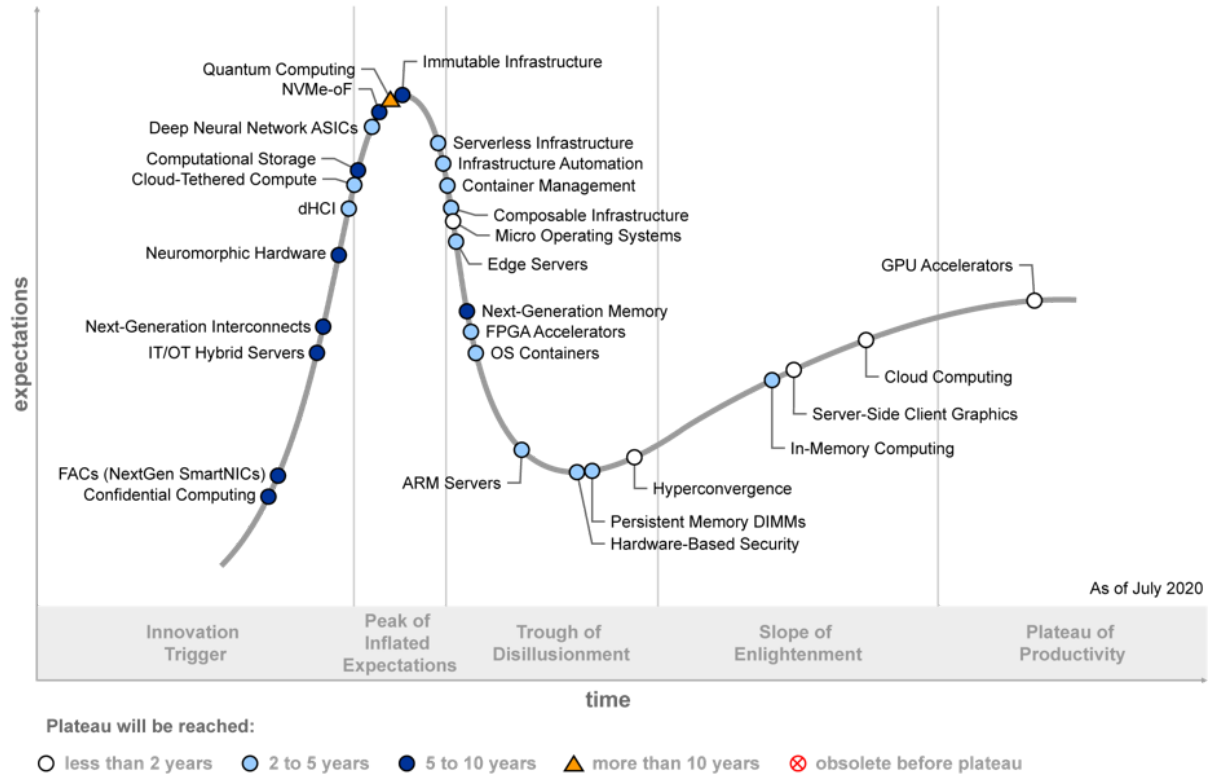 Immutable Infrastructure
Quantum Computing
NVMe-oF
Deep Neural Network ASICs
Computational Storage
Cloud-Tethered Compute
dHCI
Neuromorphic Hardware
Next-Generation Interconnects
IT/OT Hybrid Servers
FACs (NextGen SmartNICs)
Confidential Computing
Serverless Infrastructure
Infrastructure Automation
Container Management
Composable Infrastructure
Micro Operating Systems
Edge Servers
Next-Generation Memory
FPGA Accelerators
OS Containers
ARM Servers
Hyperconvergence
Persistent Memory DIMMs
Hardware-Based Security
GPU Accelerators
Cloud Computing
Server-Side Client Graphics
In-Memory Computing
expectations
As of July 2020
Innovation
Trigger
Peak of
Inflated
Expectations
Trough of
Disillusionment
Slope of
Enlightenment
Plateau of
Productivity
time
Plateau will be reached:
less than 2 years
2 to 5 years
5 to 10 years
more than 10 years
obsolete before plateau